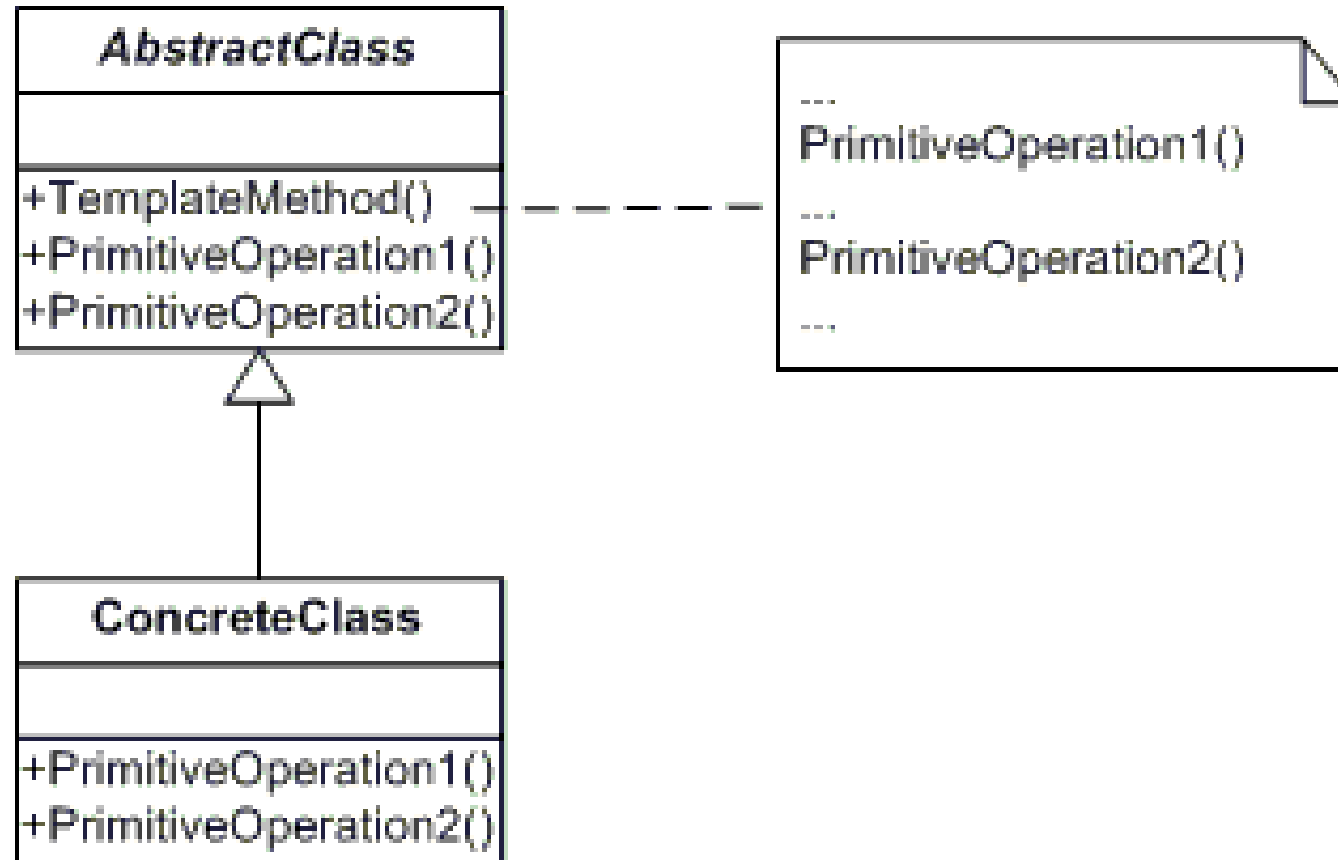 AbstractClass
+TemplateMethod()
+PrimitiveOperation1()
+PrimitiveOperation2()
...
PrimitiveOperation1()
...
PrimitiveOperation2()
...
ConcreteClass
+PrimitiveOperation1()
+PrimitiveOperation2()